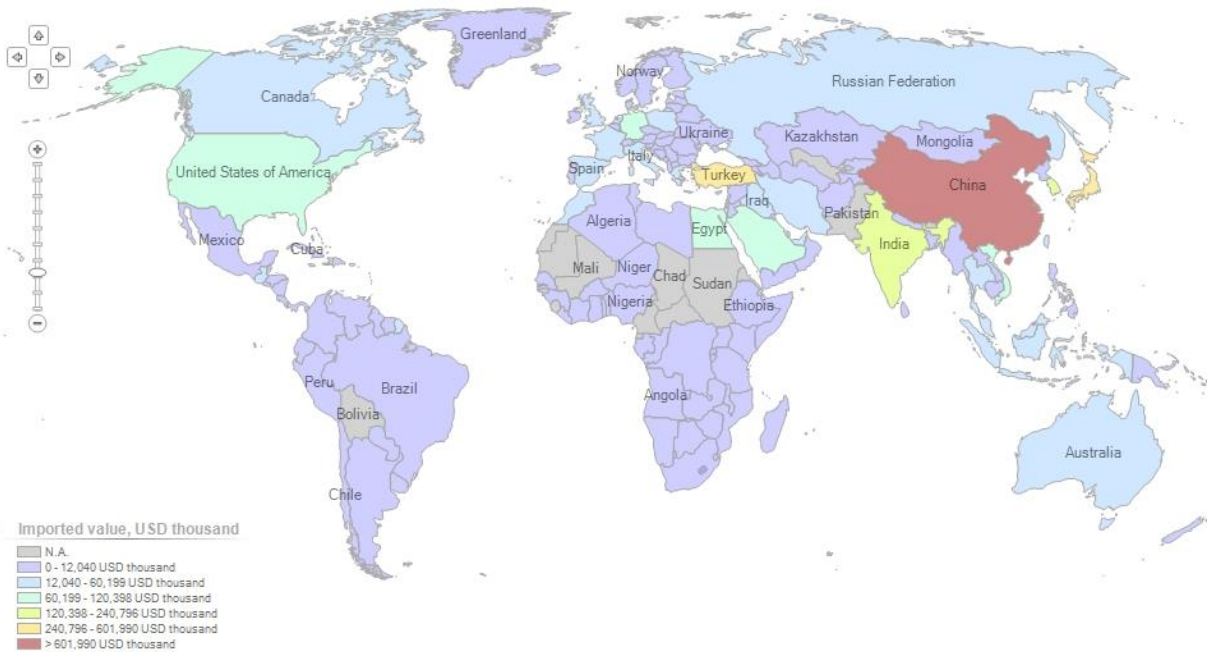 Greenland
Norway
Russian Federation
Canada
Ukraine
Kazakhstan
Mongolia
Italy
Spain
United States of America
Turkey
China
Iraq
Pakistan
Algeria
Egypt
India
Mexico
Cuba
Mali
Niger
Chad
Sudan
Nigeria
Ethiopia
Peru
Brazil
Angola
Bolivia
Australia
Chile
Imported value, USD thousand
N.A.
0 - 12,040 USD thousand
12,040 - 60,199 USD thousand
60,199 - 120,398 USD thousand
120,398 - 240,796 USD thousand
240,796 - 601,990 USD thousand
> 601,990 USD thousand